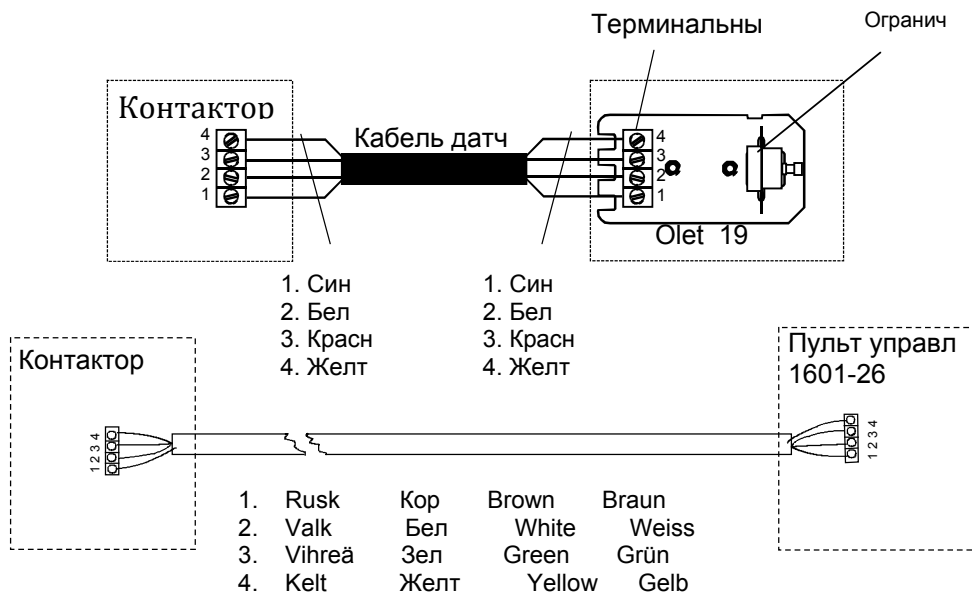 Огранич
Терминальны
Контактор
Кабель датч
4
3
2
1
4
3
2
1
Olet 19
1. Син
2. Бел
3. Красн
4. Желт
1. Син
2. Бел
3. Красн
4. Желт
Контактор
1 2 3 4
Пульт управл
1601-26
1 2 3 4
1. Rusk Кор Brown Braun
2. Valk Бел White Weiss
3. Vihreä Зел Green Grün
4. Kelt Желт Yellow Gelb